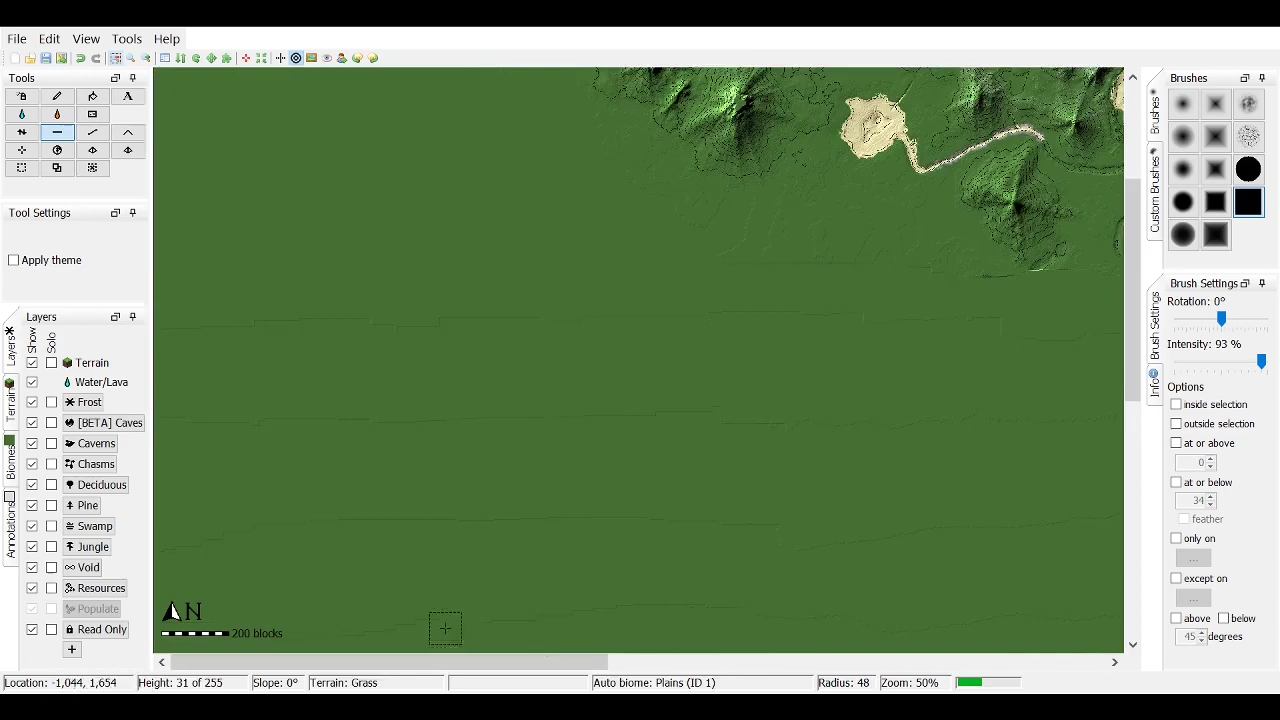 File Edit View Tools Help
Tools
A
Tool Settings
Apply theme
Layers
Show
Solo
Terrain
Water/Lava
Frost
[BETA] Caves
Caverns
Chasms
Deciduous
Pine
Swamp
Jungle
Void
Resources
Populate
Read Only
+
Layers
Terrain
Biomes
Annotations
N
200 blocks
Brushes
Custom Brushes
Brushes
Brush Settings
Info
Brush Settings
Rotation: 0°
Intensity: 93 %
Options
inside selection
outside selection
at or above
0
at or below
34
feather
only on
...
except on
...
above below
45 degrees
Location: -1,044, 1,654 Height: 31 of 255 Slope: 0° Terrain: Grass Auto biome: Plains (ID 1) Radius: 48 Zoom: 50%